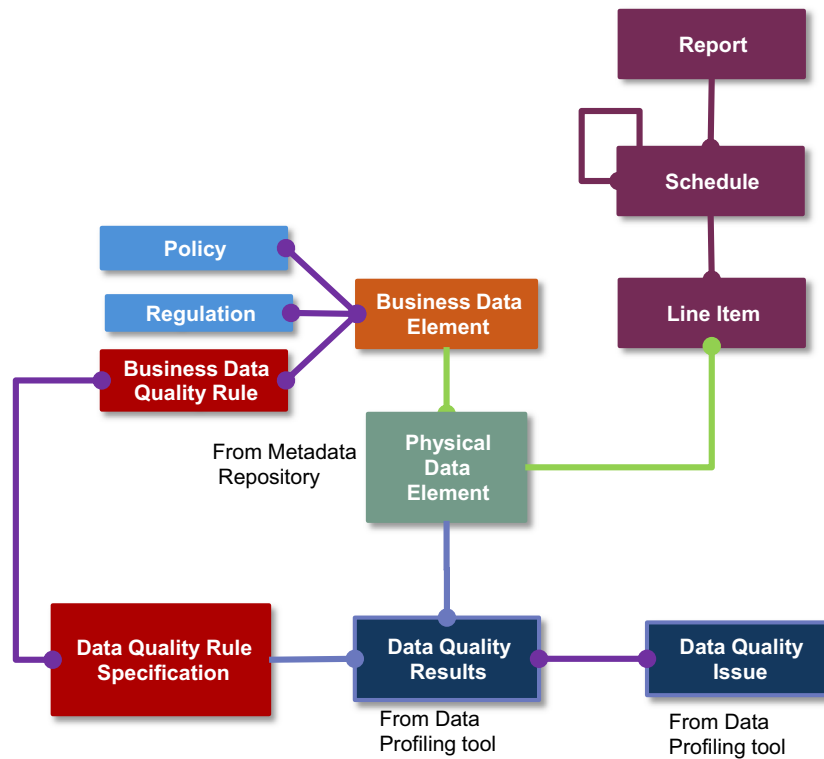 Report
Schedule
Policy
Regulation
Business Data
Element
Line Item
Business Data
Quality Rule
From Metadata
Repository
Physical
Data
Element
Data Quality Rule
Specification
Data Quality
Results
Data Quality
Issue
From Data
Profiling tool
From Data
Profiling tool